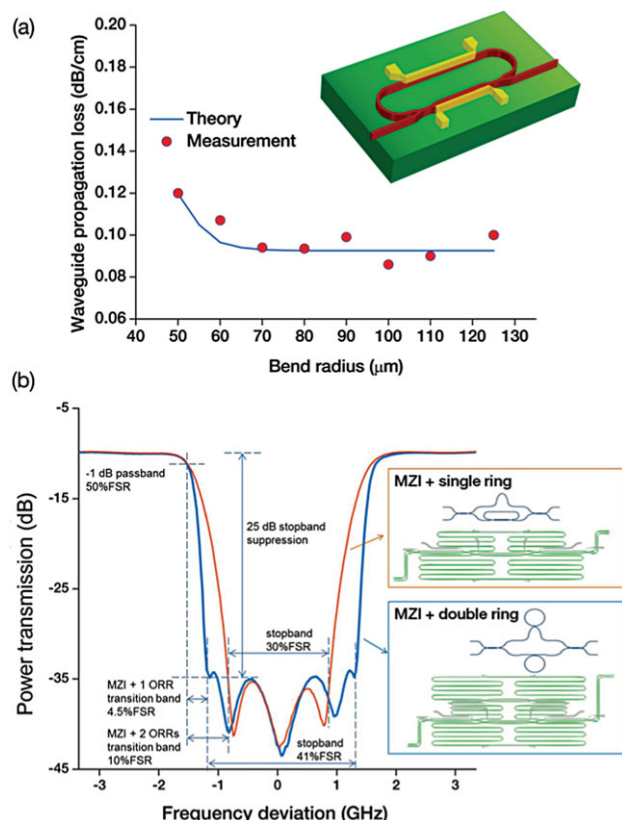 (a)
Waveguide propagation loss (dB/cm)
0.20
0.18
0.16
0.14
0.12
0.10
0.08
0.06
Theory
Measurement
40 50 60 70 80 90 100 110 120 130
Bend radius (μm)
(b)
Power transmission (dB)
-5
-15
-25
-35
-45
-1 dB passband
50%FSR
25 dB stopband
suppression
stopband
30%FSR
MZI + 1 ORR
transition band
4.5%FSR
MZI + 2 ORRs
transition band
10%FSR
stopband
41%FSR
MZI + single ring
MZI + double ring
-3 -2 -1 0 1 2 3
Frequency deviation (GHz)